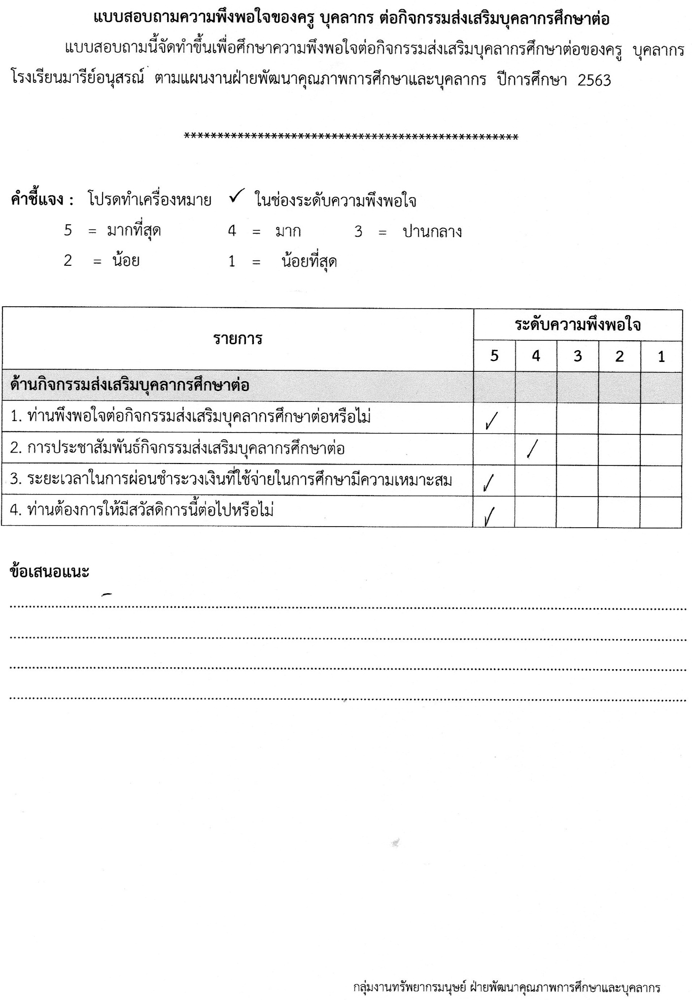 แบบสอบถามความพึงพอใจของครู บุคลากร ต่อกิจกรรมส่งเสริมบุคลากรศึกษาต่อ
แบบสอบถามนี้จัดทำขึ้นเพื่อศึกษาความพึงพอใจต่อกิจกรรมส่งเสริมบุคลากรศึกษาต่อของครู บุคลากร
โรงเรียนมารีย์อนุสรณ์ ตามแผนงานฝ่ายพัฒนาคุณภาพการศึกษาและบุคลากร ปีการศึกษา 2563
**************************************************
คำชี้แจง : โปรดทำเครื่องหมาย ✓ ในช่องระดับความพึงพอใจ
5 = มากที่สุด 4 = มาก 3 = ปานกลาง
2 = น้อย 1 = น้อยที่สุด
รายการ ระดับความพึงพอใจ
5 4 3 2 1
ด้านกิจกรรมส่งเสริมบุคลากรศึกษาต่อ
1. ท่านพึงพอใจต่อกิจกรรมส่งเสริมบุคลากรศึกษาต่อหรือไม่ ✓
2. การประชาสัมพันธ์กิจกรรมส่งเสริมบุคลากรศึกษาต่อ ✓
3. ระยะเวลาในการผ่อนชำระวงเงินที่ใช้จ่ายในการศึกษามีความเหมาะสม ✓
4. ท่านต้องการให้มีสวัสดิการนี้ต่อไปหรือไม่ ✓
ข้อเสนอแนะ
-
กลุ่มงานทรัพยากรมนุษย์ ฝ่ายพัฒนาคุณภาพการศึกษาและบุคลากร